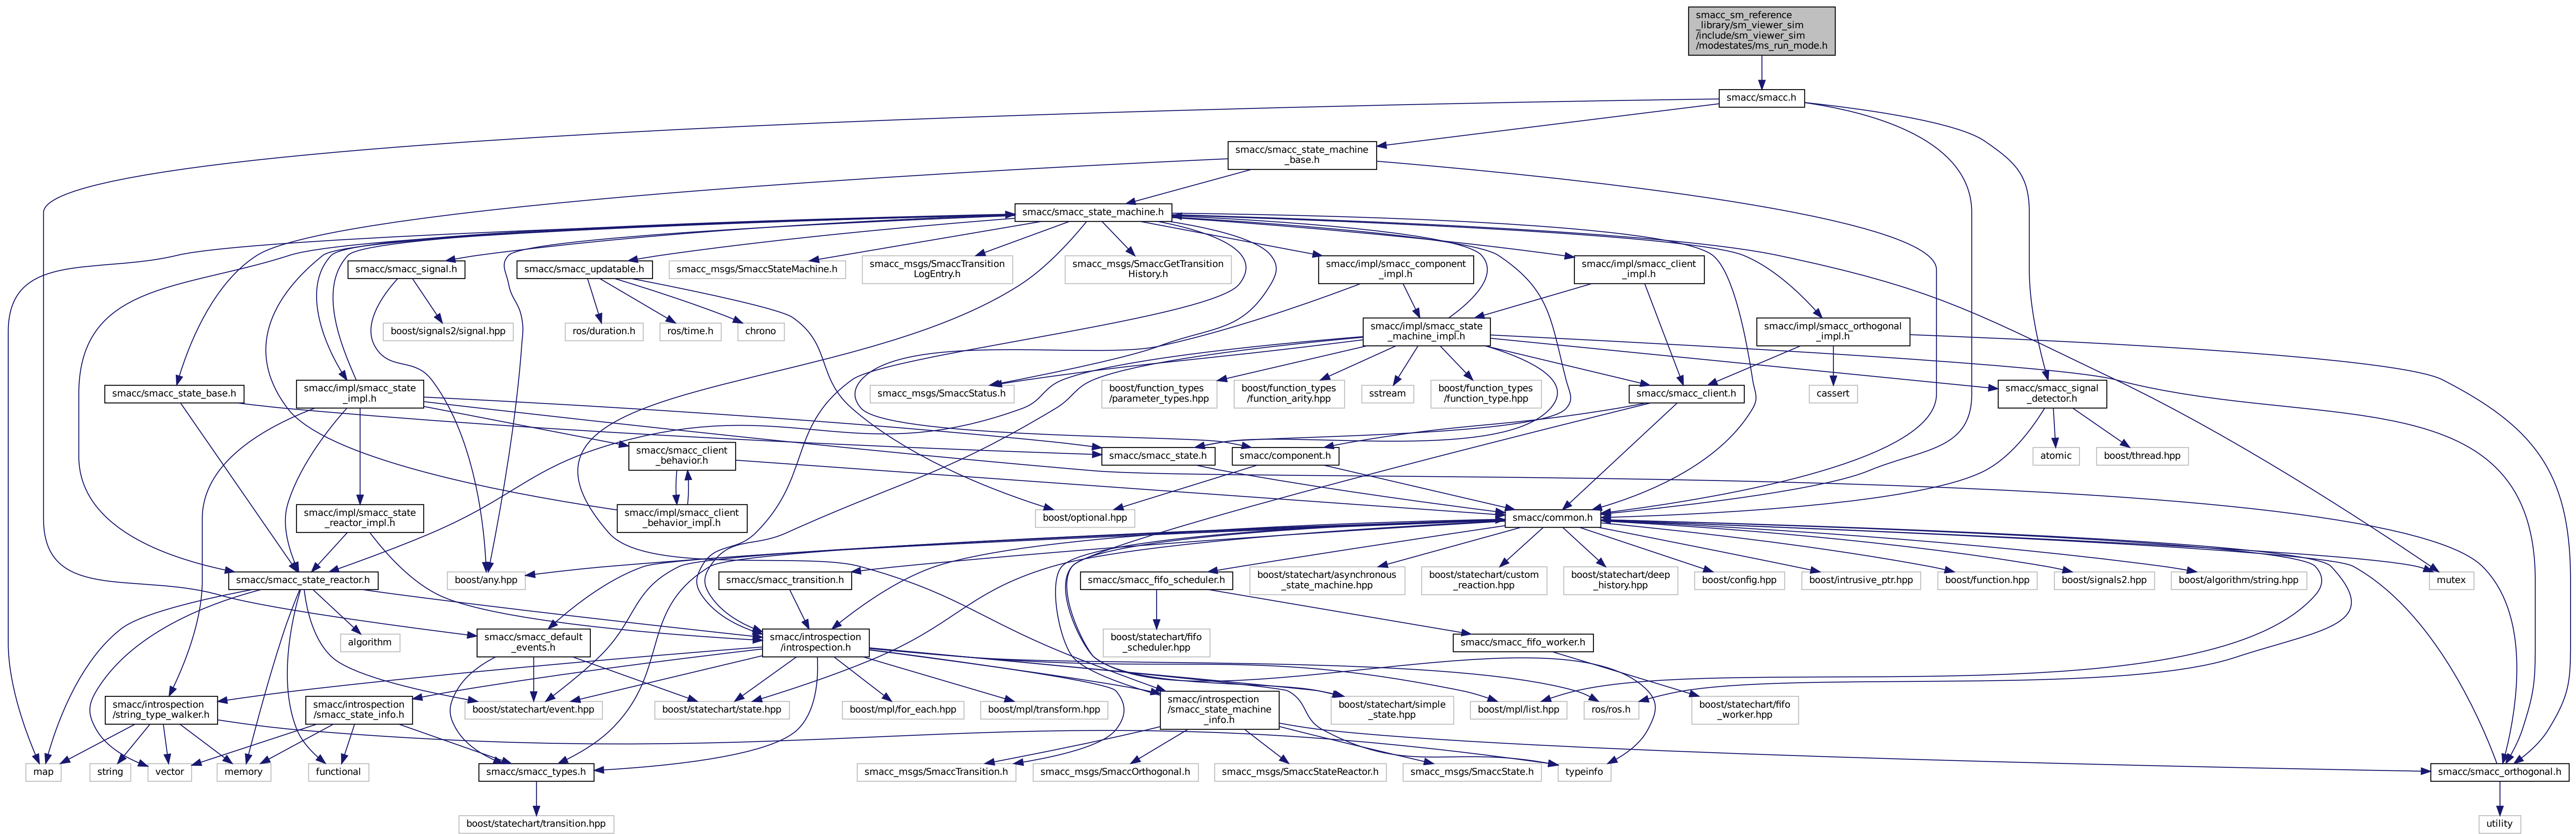 smacc_sm_reference
_library/sm_viewer_sim
/include/sm_viewer_sim
/modestates/ms_run_mode.h
smacc/smacc.h
smacc/smacc_state_machine
_base.h
smacc/smacc_state_machine.h
smacc/smacc_signal.h
smacc/smacc_updatable.h
smacc_msgs/SmaccStateMachine.h
smacc_msgs/SmaccTransition
LogEntry.h
smacc_msgs/SmaccGetTransition
History.h
smacc/impl/smacc_component
_impl.h
smacc/impl/smacc_client
_impl.h
boost/signals2/signal.hpp
ros/duration.h
ros/time.h
chrono
smacc/impl/smacc_state
_machine_impl.h
smacc/impl/smacc_orthogonal
_impl.h
smacc/smacc_state_base.h
smacc/impl/smacc_state
_impl.h
smacc_msgs/SmaccStatus.h
boost/function_types
/parameter_types.hpp
boost/function_types
/function_arity.hpp
sstream
boost/function_types
/function_type.hpp
smacc/smacc_client.h
cassert
smacc/smacc_signal
_detector.h
smacc/smacc_client
_behavior.h
smacc/smacc_state.h
smacc/component.h
atomic
boost/thread.hpp
smacc/impl/smacc_state
_reactor_impl.h
smacc/impl/smacc_client
_behavior_impl.h
boost/optional.hpp
smacc/common.h
smacc/smacc_state_reactor.h
boost/any.hpp
smacc/smacc_transition.h
smacc/smacc_fifo_scheduler.h
boost/statechart/asynchronous
_state_machine.hpp
boost/statechart/custom
_reaction.hpp
boost/statechart/deep
_history.hpp
boost/config.hpp
boost/intrusive_ptr.hpp
boost/function.hpp
boost/signals2.hpp
boost/algorithm/string.hpp
mutex
algorithm
smacc/smacc_default
_events.h
smacc/introspection
/introspection.h
boost/statechart/fifo
_scheduler.hpp
smacc/smacc_fifo_worker.h
smacc/introspection
/string_type_walker.h
smacc/introspection
/smacc_state_info.h
boost/statechart/event.hpp
boost/statechart/state.hpp
boost/mpl/for_each.hpp
boost/mpl/transform.hpp
smacc/introspection
/smacc_state_machine
_info.h
boost/statechart/simple
_state.hpp
boost/mpl/list.hpp
ros/ros.h
boost/statechart/fifo
_worker.hpp
map
string
vector
memory
functional
smacc/smacc_types.h
smacc_msgs/SmaccTransition.h
smacc_msgs/SmaccOrthogonal.h
smacc_msgs/SmaccStateReactor.h
smacc_msgs/SmaccState.h
typeinfo
smacc/smacc_orthogonal.h
boost/statechart/transition.hpp
utility